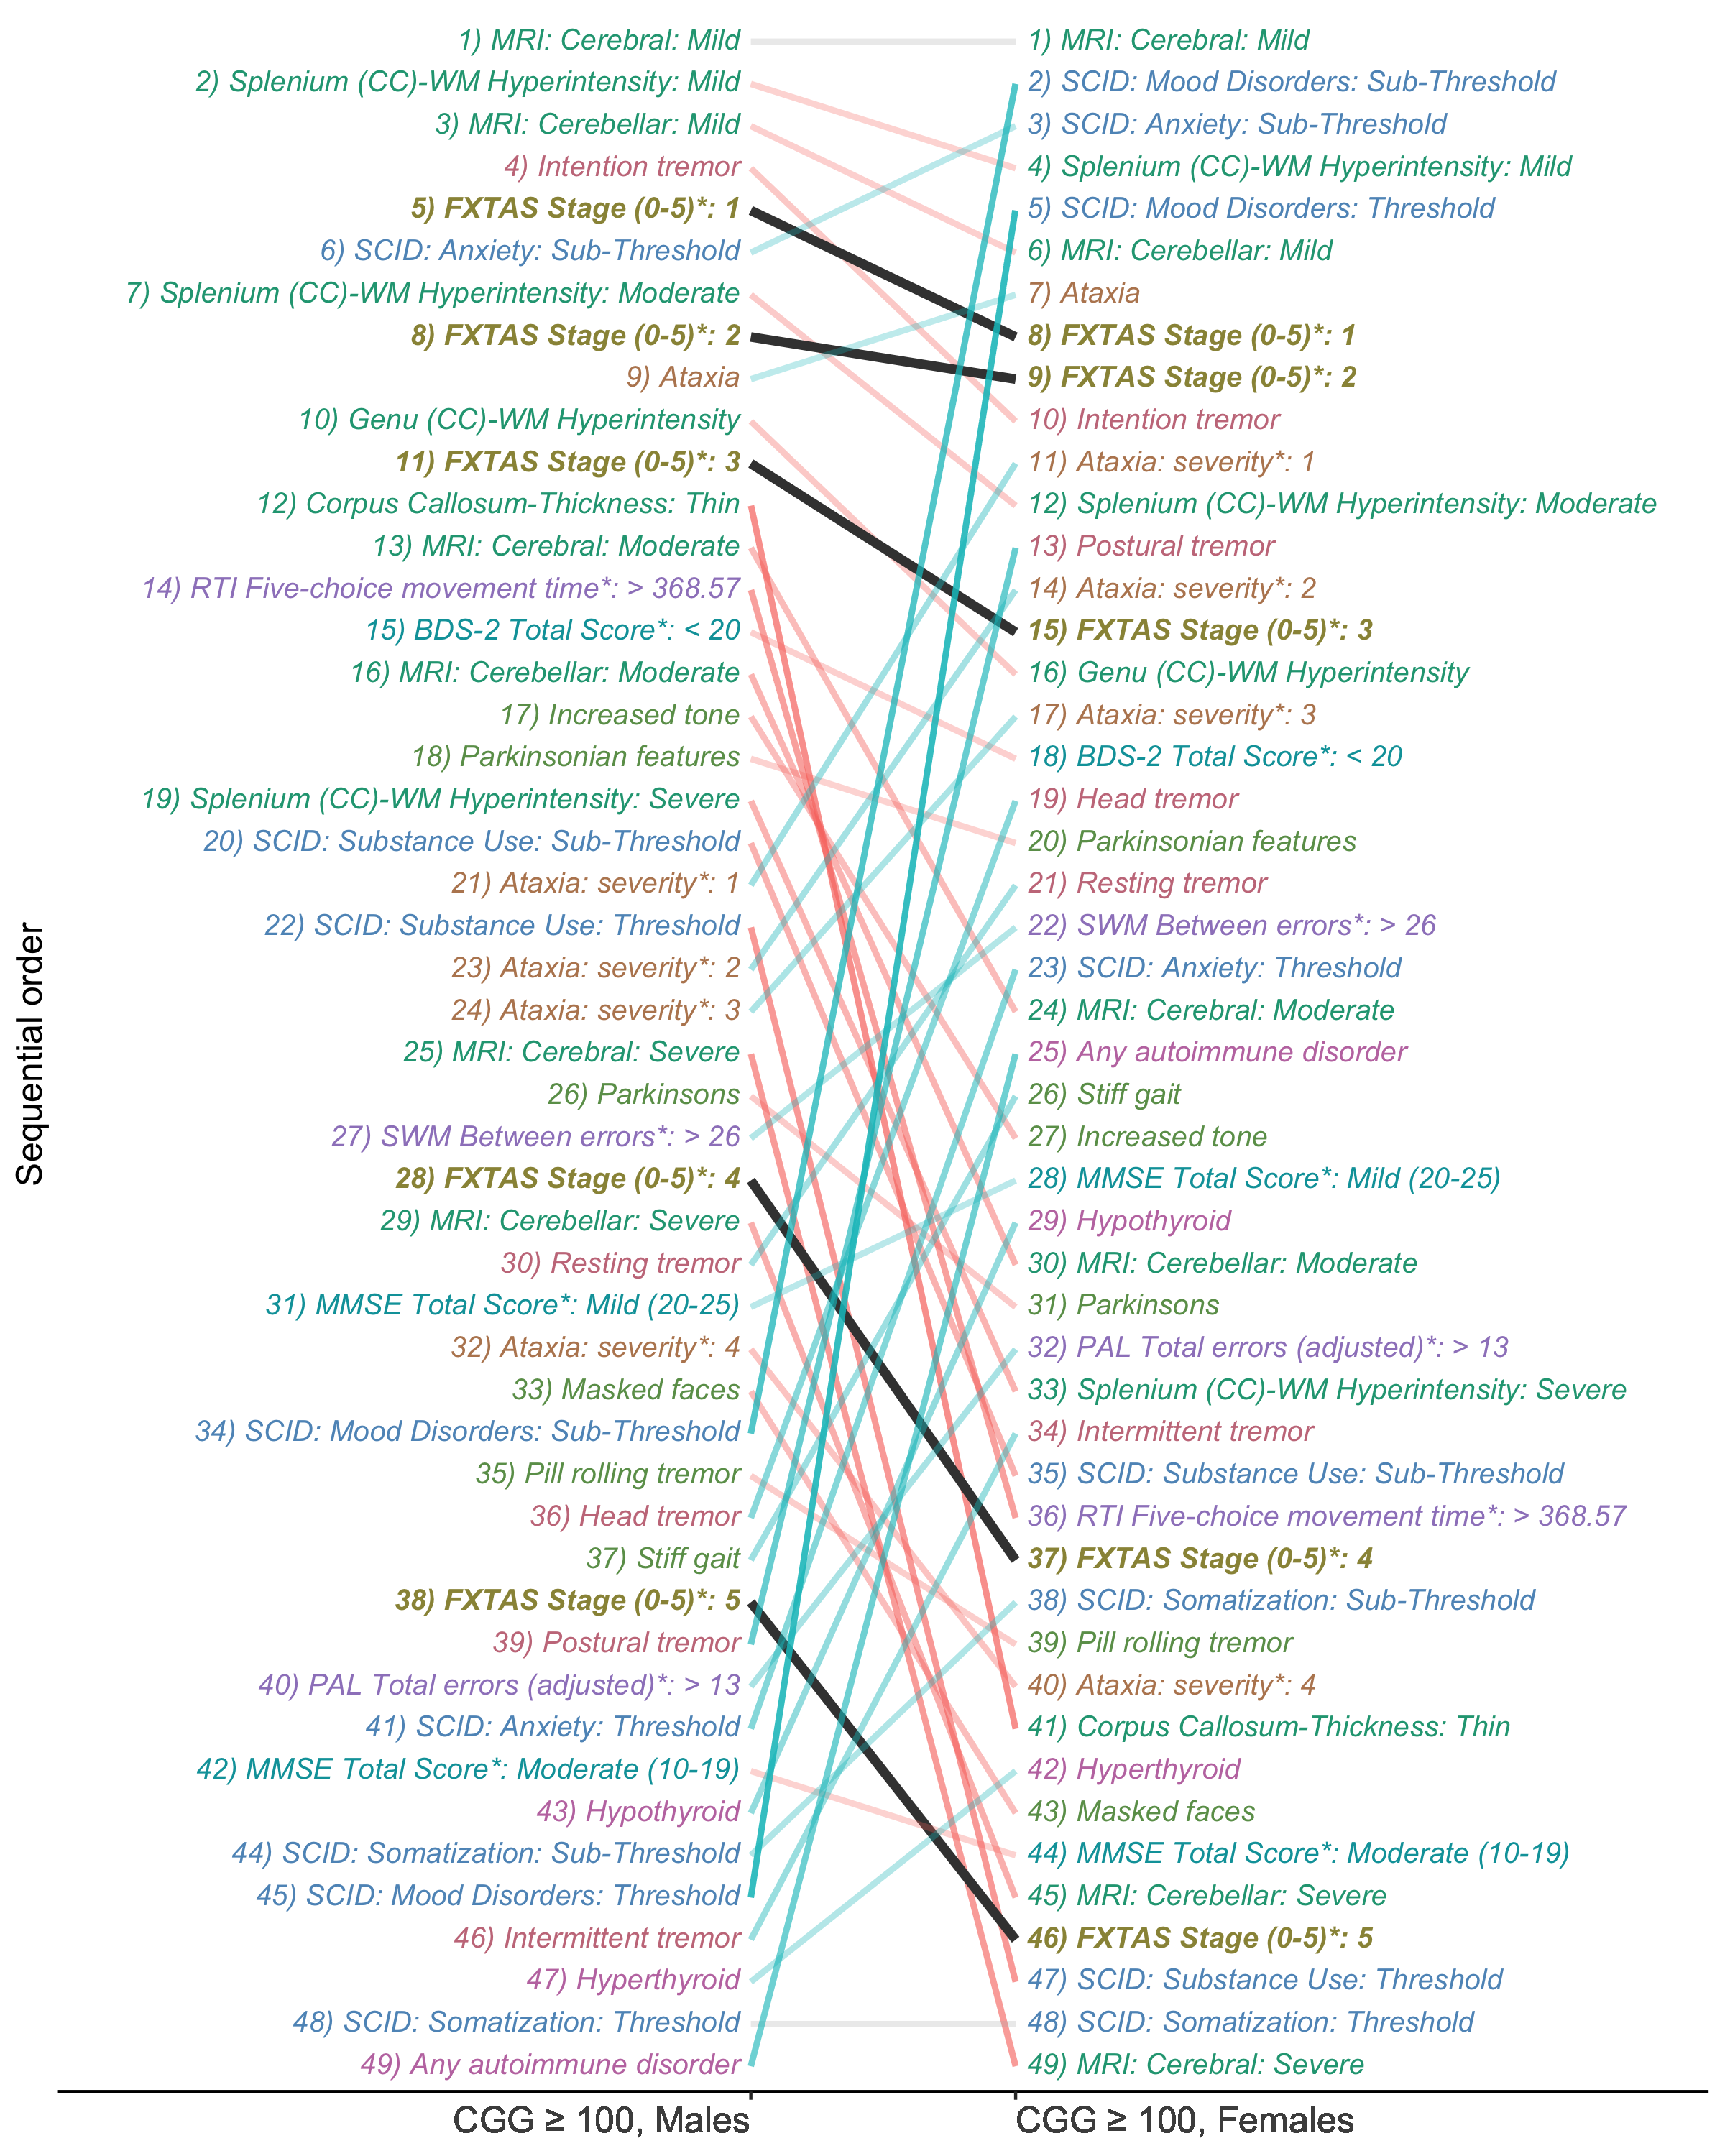 Sequential order
1) MRI: Cerebral: Mild
2) Splenium (CC)-WM Hyperintensity: Mild
3) MRI: Cerebellar: Mild
4) Intention tremor
5) FXTAS Stage (0-5)*: 1
6) SCID: Anxiety: Sub-Threshold
7) Splenium (CC)-WM Hyperintensity: Moderate
8) FXTAS Stage (0-5)*: 2
9) Ataxia
10) Genu (CC)-WM Hyperintensity
11) FXTAS Stage (0-5)*: 3
12) Corpus Callosum-Thickness: Thin
13) MRI: Cerebral: Moderate
14) RTI Five-choice movement time*: > 368.57
15) BDS-2 Total Score*: < 20
16) MRI: Cerebellar: Moderate
17) Increased tone
18) Parkinsonian features
19) Splenium (CC)-WM Hyperintensity: Severe
20) SCID: Substance Use: Sub-Threshold
21) Ataxia: severity*: 1
22) SCID: Substance Use: Threshold
23) Ataxia: severity*: 2
24) Ataxia: severity*: 3
25) MRI: Cerebral: Severe
26) Parkinsons
27) SWM Between errors*: > 26
28) FXTAS Stage (0-5)*: 4
29) MRI: Cerebellar: Severe
30) Resting tremor
31) MMSE Total Score*: Mild (20-25)
32) Ataxia: severity*: 4
33) Masked faces
34) SCID: Mood Disorders: Sub-Threshold
35) Pill rolling tremor
36) Head tremor
37) Stiff gait
38) FXTAS Stage (0-5)*: 5
39) Postural tremor
40) PAL Total errors (adjusted)*: > 13
41) SCID: Anxiety: Threshold
42) MMSE Total Score*: Moderate (10-19)
43) Hypothyroid
44) SCID: Somatization: Sub-Threshold
45) SCID: Mood Disorders: Threshold
46) Intermittent tremor
47) Hyperthyroid
48) SCID: Somatization: Threshold
49) Any autoimmune disorder
CGG ≥ 100, Males
1) MRI: Cerebral: Mild
2) SCID: Mood Disorders: Sub-Threshold
3) SCID: Anxiety: Sub-Threshold
4) Splenium (CC)-WM Hyperintensity: Mild
5) SCID: Mood Disorders: Threshold
6) MRI: Cerebellar: Mild
7) Ataxia
8) FXTAS Stage (0-5)*: 1
9) FXTAS Stage (0-5)*: 2
10) Intention tremor
11) Ataxia: severity*: 1
12) Splenium (CC)-WM Hyperintensity: Moderate
13) Postural tremor
14) Ataxia: severity*: 2
15) FXTAS Stage (0-5)*: 3
16) Genu (CC)-WM Hyperintensity
17) Ataxia: severity*: 3
18) BDS-2 Total Score*: < 20
19) Head tremor
20) Parkinsonian features
21) Resting tremor
22) SWM Between errors*: > 26
23) SCID: Anxiety: Threshold
24) MRI: Cerebral: Moderate
25) Any autoimmune disorder
26) Stiff gait
27) Increased tone
28) MMSE Total Score*: Mild (20-25)
29) Hypothyroid
30) MRI: Cerebellar: Moderate
31) Parkinsons
32) PAL Total errors (adjusted)*: > 13
33) Splenium (CC)-WM Hyperintensity: Severe
34) Intermittent tremor
35) SCID: Substance Use: Sub-Threshold
36) RTI Five-choice movement time*: > 368.57
37) FXTAS Stage (0-5)*: 4
38) SCID: Somatization: Sub-Threshold
39) Pill rolling tremor
40) Ataxia: severity*: 4
41) Corpus Callosum-Thickness: Thin
42) Hyperthyroid
43) Masked faces
44) MMSE Total Score*: Moderate (10-19)
45) MRI: Cerebellar: Severe
46) FXTAS Stage (0-5)*: 5
47) SCID: Substance Use: Threshold
48) SCID: Somatization: Threshold
49) MRI: Cerebral: Severe
CGG ≥ 100, Females